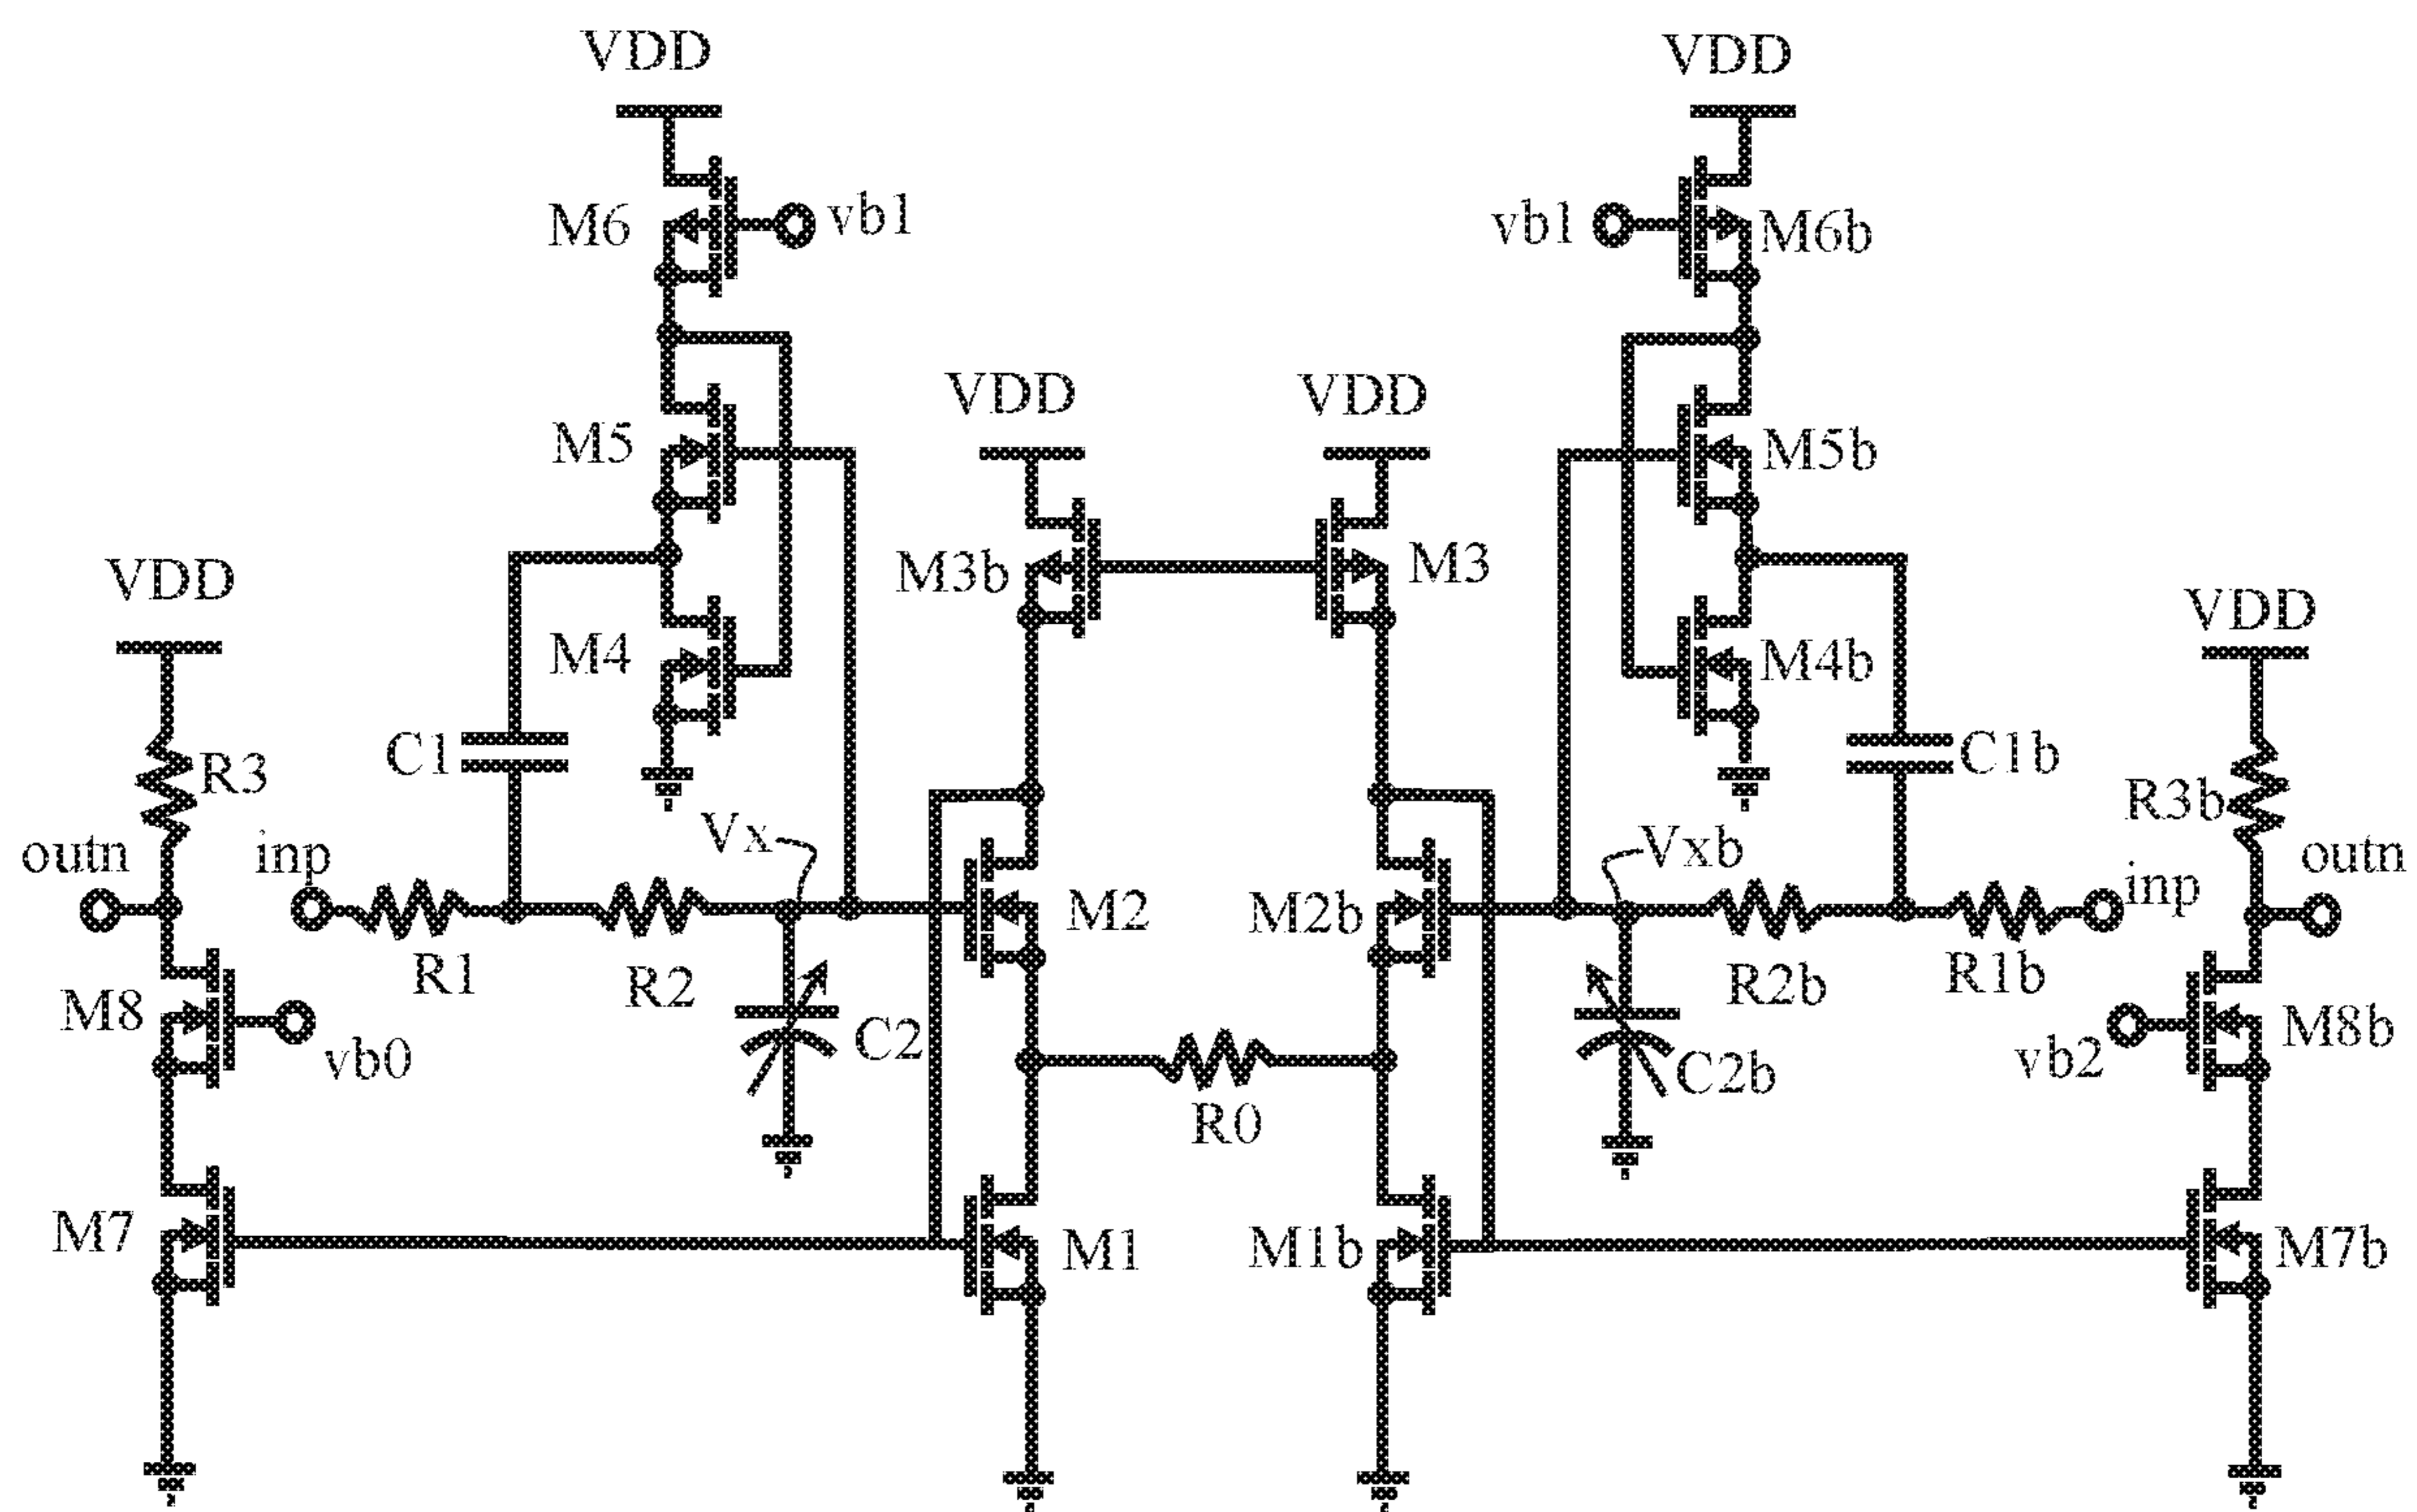 VDD VDD
M6 vb1 vb1 M6b
VDD VDD
M5 M5b
VDD M3b M3
M4 M4b VDD
C1 C1b
R3 R3b
Vx Vxb
outn inp inp outn
M2 M2b
R1 R2 R2b R1b
M8 vb0 C2 C2b vb2 M8b
R0
M7 M1 M1b M7b